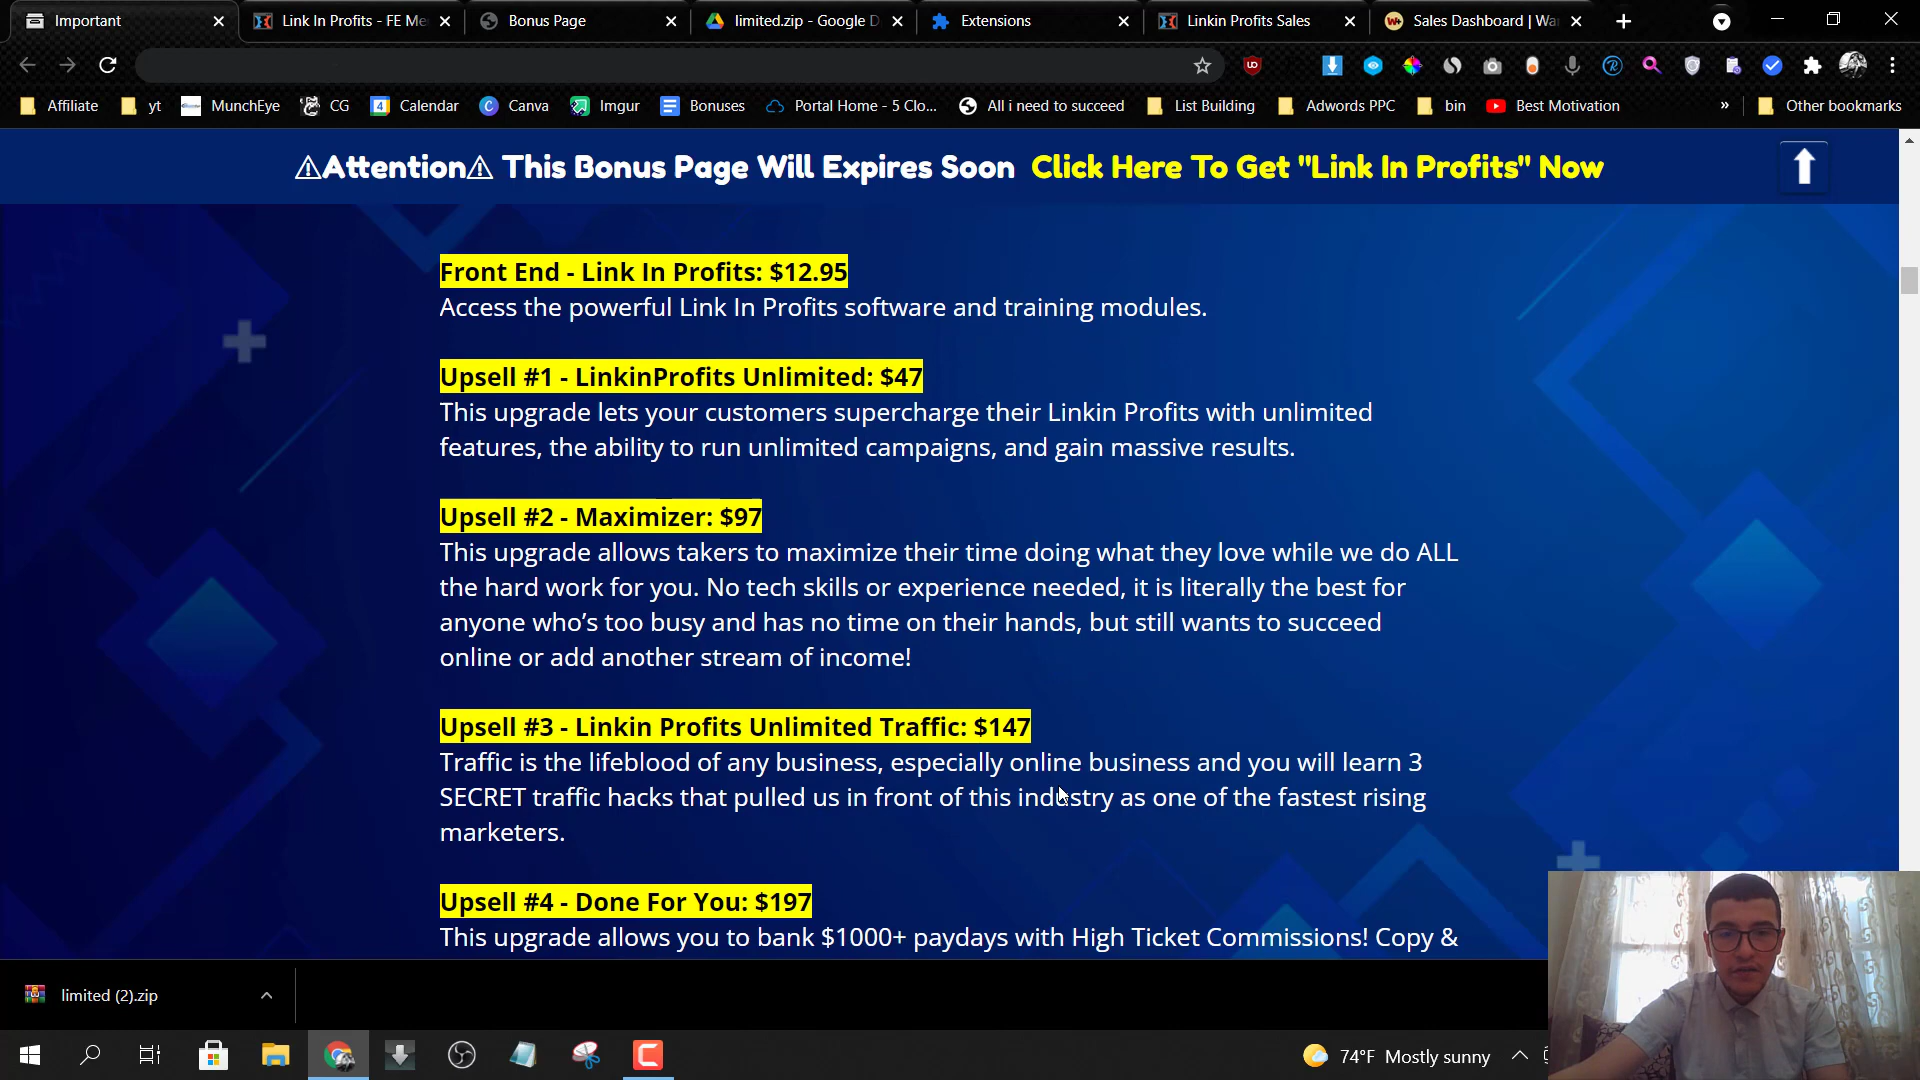 Important
Link In Profits - FE Me
Bonus Page
limited.zip - Google D
Extensions
Linkin Profits Sales
Sales Dashboard | Wa
Affiliate
yt
MunchEye
CG
Calendar
Canva
Imgur
Bonuses
Portal Home - 5 Clo...
All i need to succeed
List Building
Adwords PPC
bin
Best Motivation
»
Other bookmarks
⚠Attention⚠ This Bonus Page Will Expires Soon Click Here To Get "Link In Profits" Now
Front End - Link In Profits: $12.95
Access the powerful Link In Profits software and training modules.
Upsell #1 - LinkinProfits Unlimited: $47
This upgrade lets your customers supercharge their Linkin Profits with unlimited
features, the ability to run unlimited campaigns, and gain massive results.
Upsell #2 - Maximizer: $97
This upgrade allows takers to maximize their time doing what they love while we do ALL
the hard work for you. No tech skills or experience needed, it is literally the best for
anyone who’s too busy and has no time on their hands, but still wants to succeed
online or add another stream of income!
Upsell #3 - Linkin Profits Unlimited Traffic: $147
Traffic is the lifeblood of any business, especially online business and you will learn 3
SECRET traffic hacks that pulled us in front of this industry as one of the fastest rising
marketers.
Upsell #4 - Done For You: $197
This upgrade allows you to bank $1000+ paydays with High Ticket Commissions! Copy &
limited (2).zip
74°F Mostly sunny